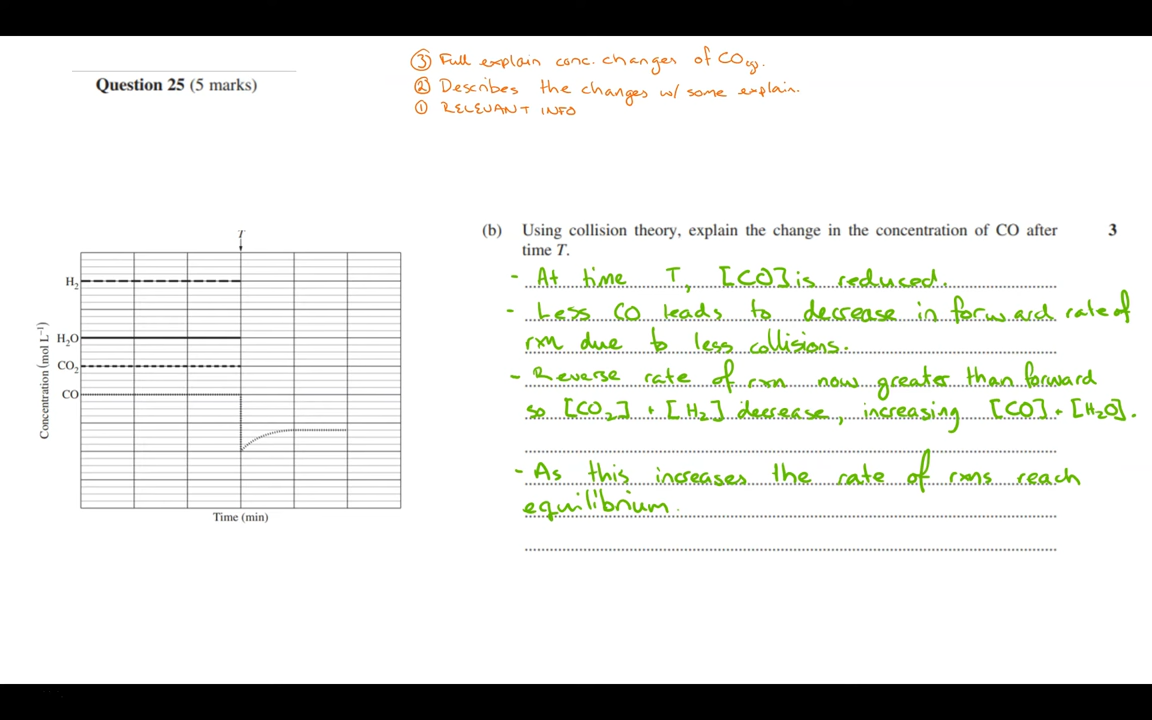 ③ Full explain conc. changes of CO(g).
Question 25 (5 marks)
② Describes the changes w/ some explain.
① RELEVANT INFO
T
(b) Using collision theory, explain the change in the concentration of CO after 3
time T.
- At time T, [CO] is reduced.
- Less CO leads to decrease in forward rate of
rxn due to less collisions.
- Reverse rate of rxn now greater than forward
so [CO₂] + [H₂] decrease, increasing [CO] + [H₂O].
- As this increases the rate of rxns reach
equilibrium.
H₂
H₂O
CO₂
CO
Concentration (mol L⁻¹)
Time (min)